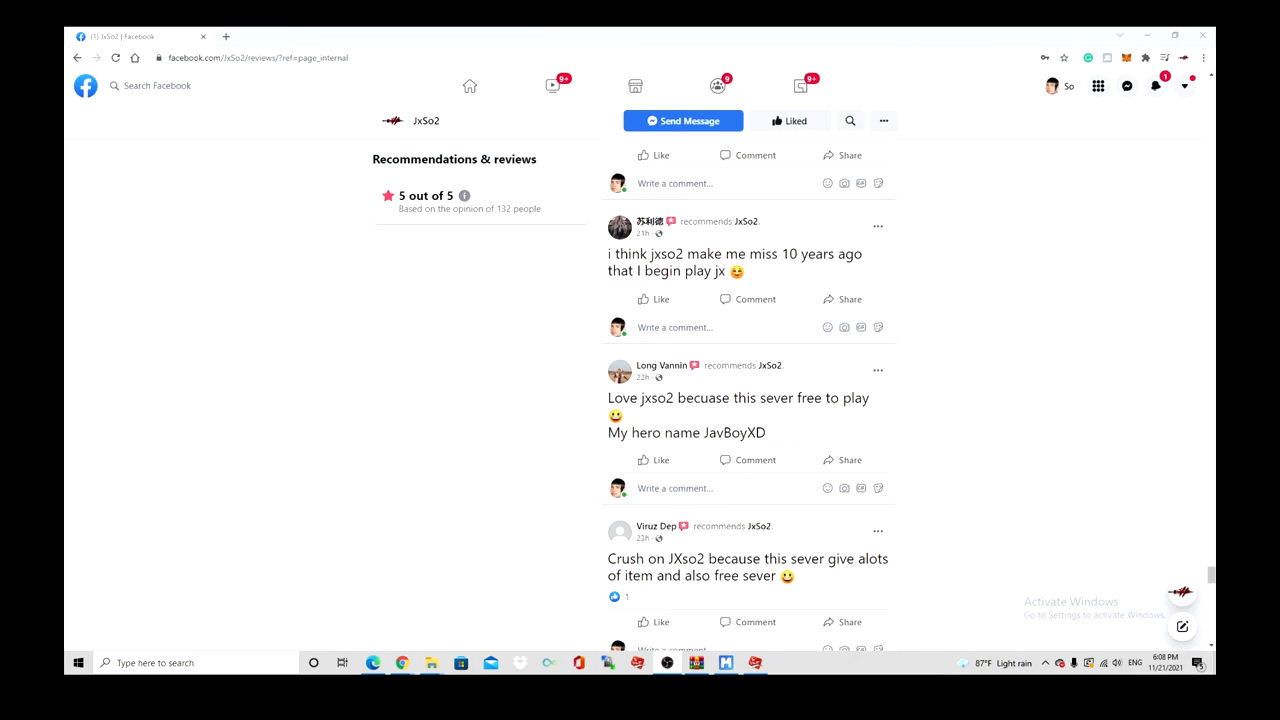 (1) JxSo2 | Facebook
facebook.com/JxSo2/reviews/?ref=page_internal
Search Facebook
9+
9
9+
So
1
JxSo2
Send Message
Liked
Recommendations & reviews
5 out of 5
Based on the opinion of 132 people
Like
Comment
Share
Write a comment...
苏利德 recommends JxSo2.
21h
i think jxso2 make me miss 10 years ago
that I begin play jx
Like
Comment
Share
Write a comment...
Long Vannin recommends JxSo2.
22h
Love jxso2 becuase this sever free to play
My hero name JavBoyXD
Like
Comment
Share
Write a comment...
Viruz Dep recommends JxSo2.
23h
Crush on JXso2 because this sever give alots
of item and also free sever
1
Like
Comment
Share
Write a comment...
Activate Windows
Go to Settings to activate Windows.
Type here to search
87°F Light rain
ENG
6:08 PM
11/21/2021
5